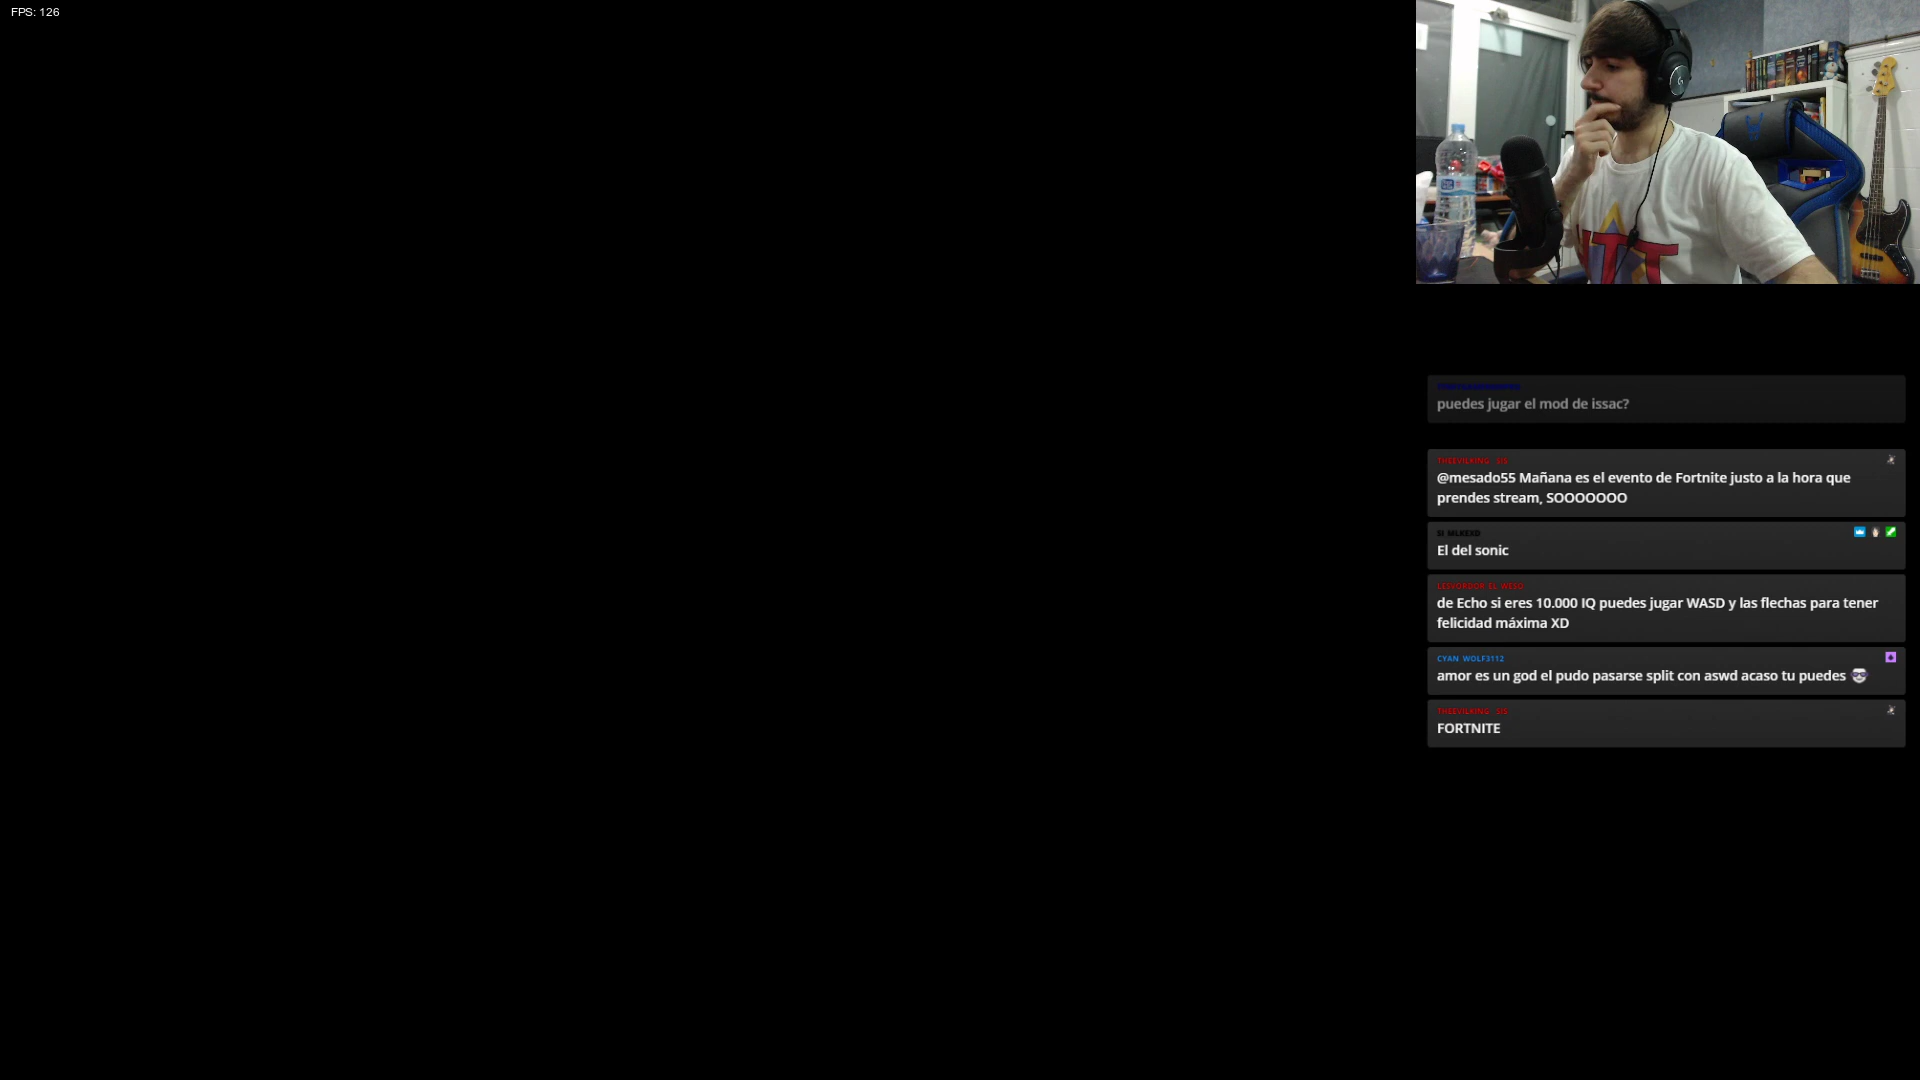 FPS: 126
puedes jugar el mod de issac?
THEEVILKING_SIS
@mesado55 Mañana es el evento de Fortnite justo a la hora que
prendes stream, SOOOOOOO
SI_MLREXD
El del sonic
LESVORDOR_EL_WEVO
de Echo si eres 10.000 IQ puedes jugar WASD y las flechas para tener
felicidad máxima XD
CYAN_WOLF3112
amor es un god el pudo pasarse split con aswd acaso tu puedes
FORTNITE